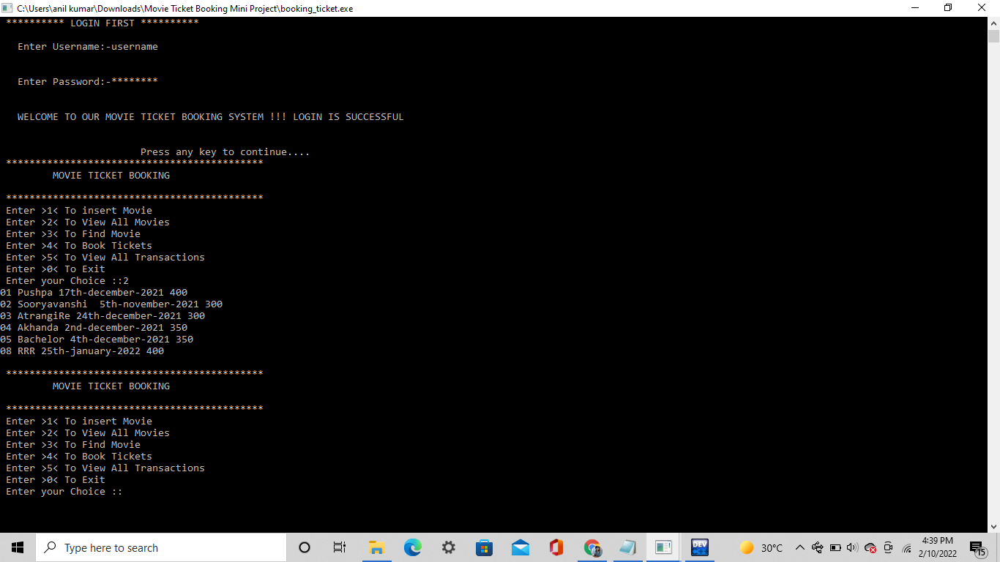 C:\Users\anil kumar\Downloads\Movie Ticket Booking Mini Project\booking_ticket.exe
********** LOGIN FIRST **********
Enter Username:-username
Enter Password:-********
WELCOME TO OUR MOVIE TICKET BOOKING SYSTEM !!! LOGIN IS SUCCESSFUL
Press any key to continue....
********************************************
MOVIE TICKET BOOKING
********************************************
Enter >1< To insert Movie
Enter >2< To View All Movies
Enter >3< To Find Movie
Enter >4< To Book Tickets
Enter >5< To View All Transactions
Enter >0< To Exit
Enter your Choice ::2
01 Pushpa 17th-december-2021 400
02 Sooryavanshi  5th-november-2021 300
03 AtrangiRe 24th-december-2021 300
04 Akhanda 2nd-december-2021 350
05 Bachelor 4th-december-2021 350
08 RRR 25th-january-2022 400
********************************************
MOVIE TICKET BOOKING
********************************************
Enter >1< To insert Movie
Enter >2< To View All Movies
Enter >3< To Find Movie
Enter >4< To Book Tickets
Enter >5< To View All Transactions
Enter >0< To Exit
Enter your Choice ::
Type here to search
DEV
C++
30°C
4:39 PM
2/10/2022
15